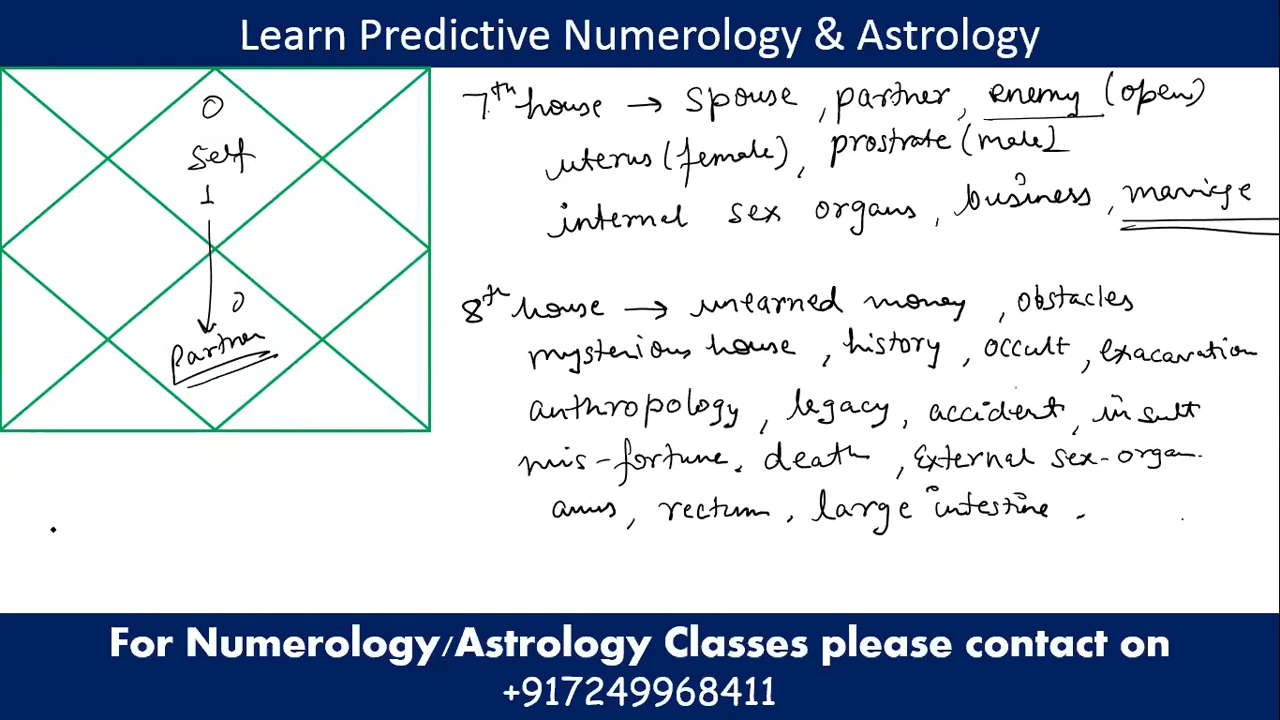 Learn Predictive Numerology & Astrology
0
Self
1
0
Partner
7th house → spouse, partner, enemy (open)
uterus (female), prostrate (male)
internal sex organs, business, marriage
8th house → unearned money, obstacles
mysterious house, history, occult, exacavation
anthropology, legacy, accident, insult
mis-fortune, death, External sex-organ.
anus, rectum, large intestine.
For Numerology/Astrology Classes please contact on
+917249968411